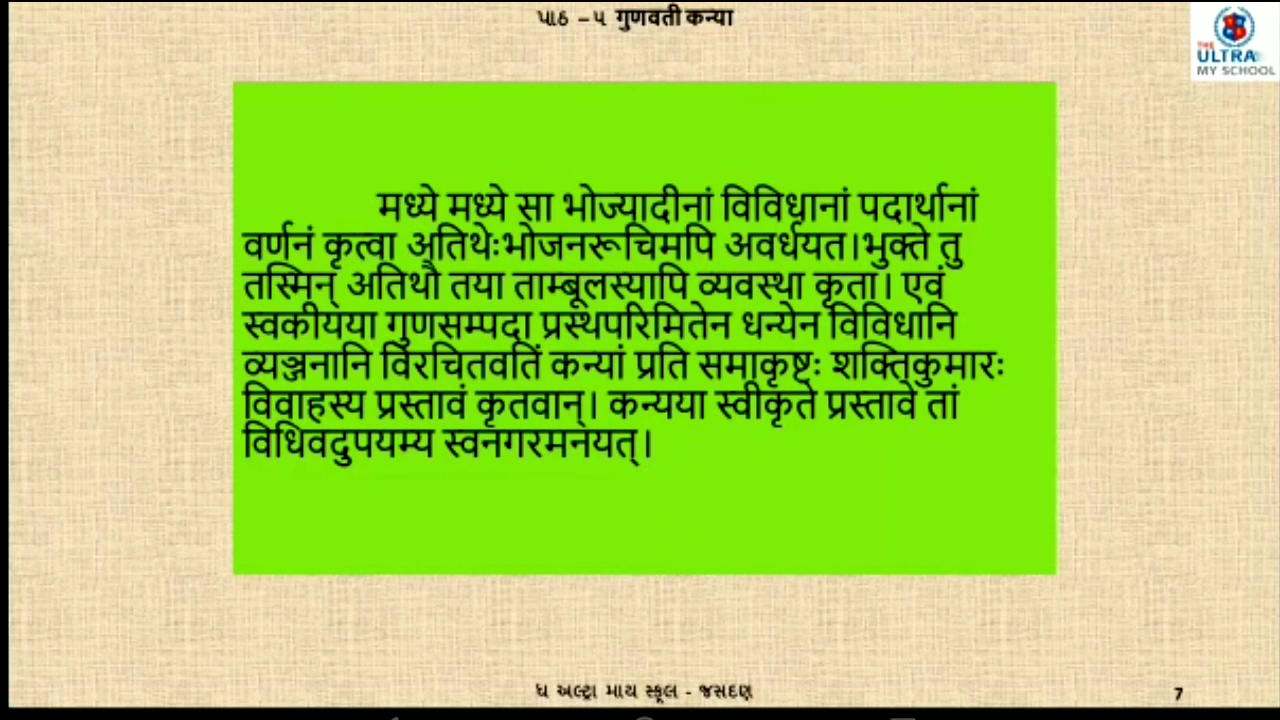 પાઠ – ૫ गुणवती कन्या
THE
ULTRA
MY SCHOOL
मध्ये मध्ये सा भोज्यादीनां विविधानां पदार्थानां
वर्णनं कृत्वा अतिथेःभोजनरूचिमपि अवर्धयत।भुक्ते तु
तस्मिन् अतिथौ तया ताम्बूलस्यापि व्यवस्था कृता। एवं
स्वकीयया गुणसम्पदा प्रस्थपरिमितेन धन्येन विविधानि
व्यञ्जनानि विरचितवतिं कन्यां प्रति समाकृष्टः शक्तिकुमारः
विवाहस्य प्रस्तावं कृतवान्। कन्यया स्वीकृते प्रस्तावे तां
विधिवदुपयम्य स्वनगरमनयत्।
ધ અલ્ટ્રા માય સ્કૂલ - જસદણ
7